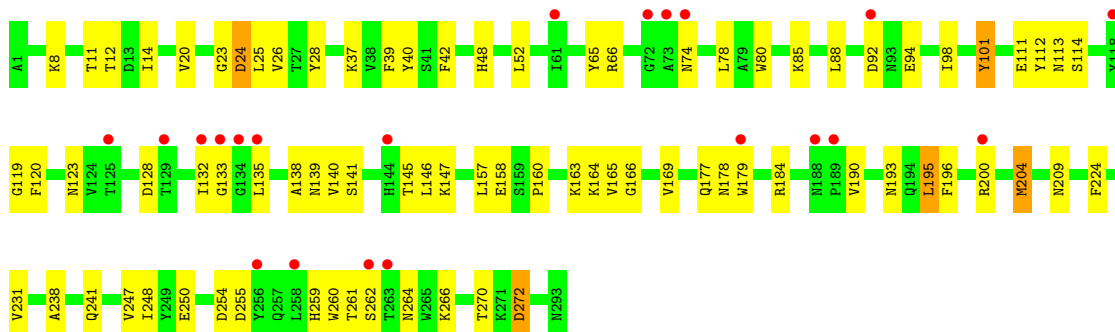 A1 K8 T11 T12 D13 I14 V20 G23 D24 L25 V26 T27 Y28 K37 V38 F39 Y40 S41 F42 H48 L52 I61 Y65 R66 G72 A73 N74 L78 A79 W80 K85 L88 D92 N93 E94 I98 Y101 E111 Y112 N113 S114 Y118
G119 F120 N123 V124 T125 D128 T129 I132 G133 G134 L135 A138 N139 V140 S141 H144 T145 L146 K147 L157 E158 S159 P160 K163 K164 V165 G166 V169 Q177 N178 W179 R184 N188 P189 V190 N193 Q194 L195 F196 R200 M204 N209 F224
V231 A238 Q241 V247 I248 Y249 E250 D254 D255 Y256 Q257 L258 H259 W260 T261 S262 T263 N264 W265 K266 T270 K271 D272 N293